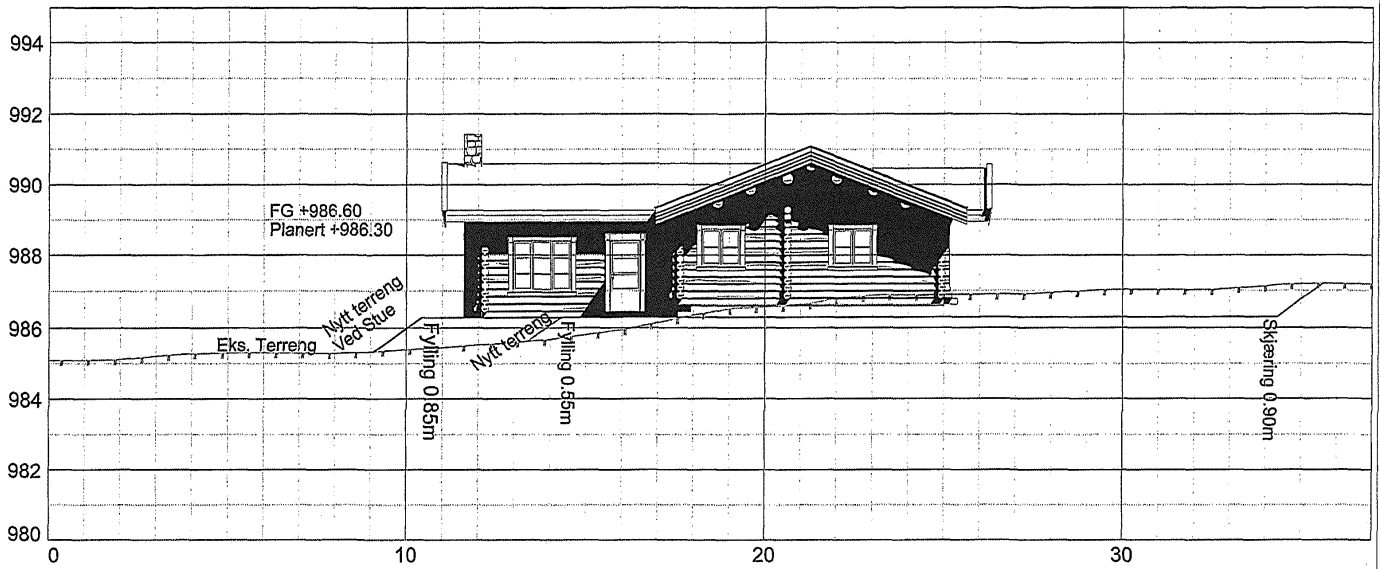 994
992
990
988
986
984
982
980
FG +986.60
Planert +986.30
Nytt terreng
Ved Stue
Eks. Terreng
Fylling 0.85m
Nytt terreng
Fylling 0.55m
Skjæring 0.90m
0
10
20
30